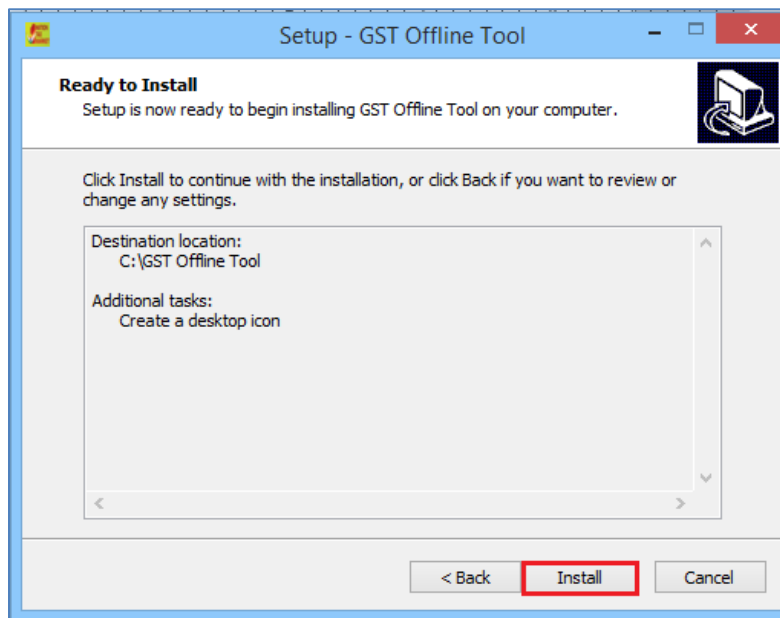 Setup - GST Offline Tool
Ready to Install
Setup is now ready to begin installing GST Offline Tool on your computer.
Click Install to continue with the installation, or click Back if you want to review or
change any settings.
Destination location:
C:\GST Offline Tool
Additional tasks:
Create a desktop icon
< Back
Install
Cancel